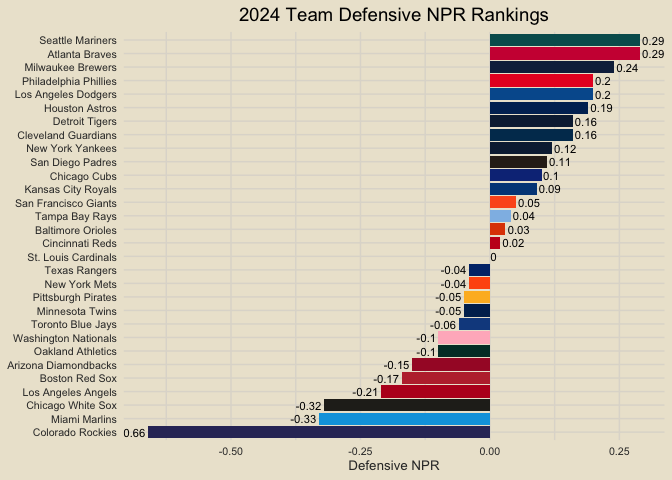 2024 Team Defensive NPR Rankings
Seattle Mariners 0.29
Atlanta Braves 0.29
Milwaukee Brewers 0.24
Philadelphia Phillies 0.2
Los Angeles Dodgers 0.2
Houston Astros 0.19
Detroit Tigers 0.16
Cleveland Guardians 0.16
New York Yankees 0.12
San Diego Padres 0.11
Chicago Cubs 0.1
Kansas City Royals 0.09
San Francisco Giants 0.05
Tampa Bay Rays 0.04
Baltimore Orioles 0.03
Cincinnati Reds 0.02
St. Louis Cardinals 0
Texas Rangers -0.04
New York Mets -0.04
Pittsburgh Pirates -0.05
Minnesota Twins -0.05
Toronto Blue Jays -0.06
Washington Nationals -0.1
Oakland Athletics -0.1
Arizona Diamondbacks -0.15
Boston Red Sox -0.17
Los Angeles Angels -0.21
Chicago White Sox -0.32
Miami Marlins -0.33
Colorado Rockies 0.66
-0.50 -0.25 0.00 0.25
Defensive NPR